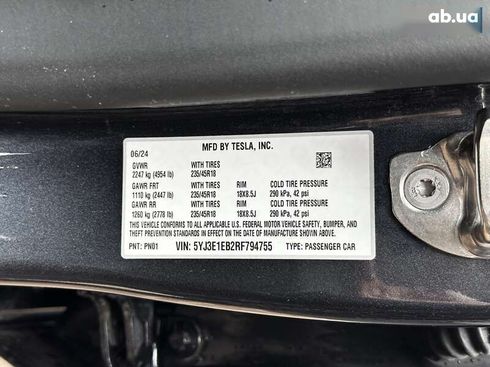 ab.ua
MFD BY TESLA, INC.
06/24
GVWR WITH TIRES
2247 kg (4954 lb) 235/45R18
GAWR FRT WITH TIRES RIM COLD TIRE PRESSURE
1110 kg (2447 lb) 235/45R18 18X8.5J 290 kPa, 42 psi
GAWR RR WITH TIRES RIM COLD TIRE PRESSURE
1260 kg (2778 lb) 235/45R18 18X8.5J 290 kPa, 42 psi
THIS VEHICLE CONFORMS TO ALL APPLICABLE U.S. FEDERAL MOTOR VEHICLE SAFETY, BUMPER, AND
THEFT PREVENTION STANDARDS IN EFFECT ON THE DATE OF MANUFACTURE SHOWN ABOVE.
PNT: PN01 VIN: 5YJ3E1EB2RF794755 TYPE: PASSENGER CAR